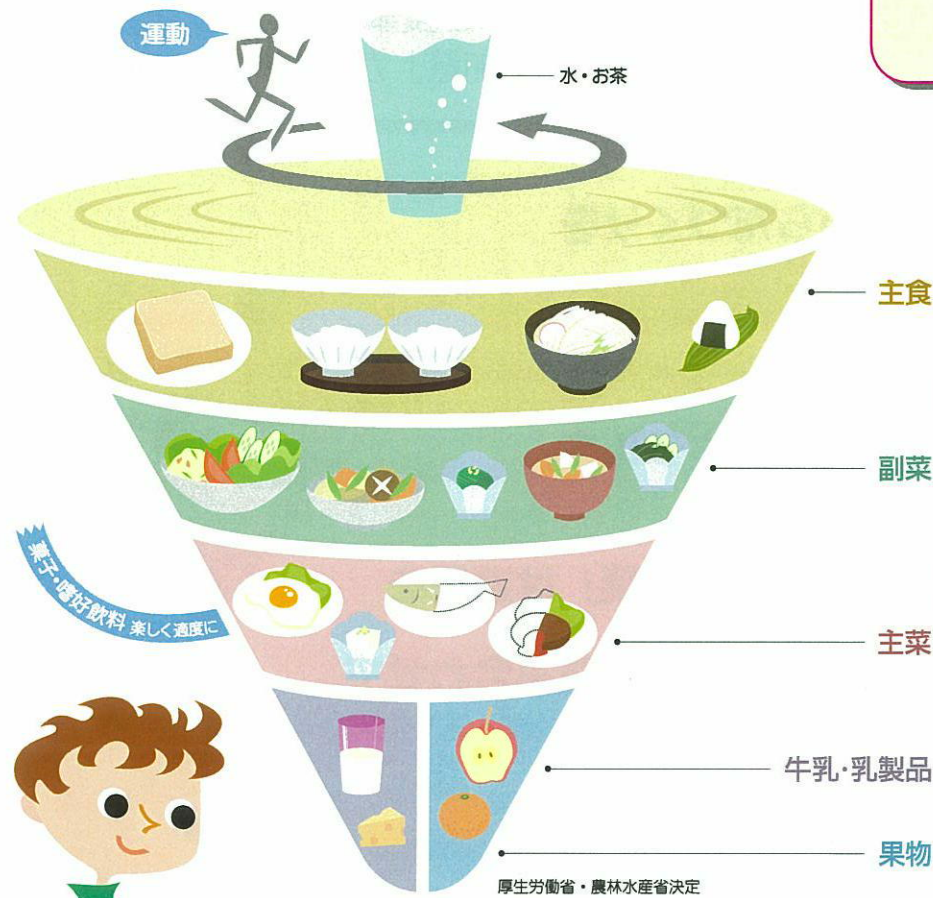 運動
水・お茶
主食
副菜
菓子・嗜好飲料 楽しく適度に
主菜
牛乳・乳製品
果物
厚生労働省・農林水産省決定